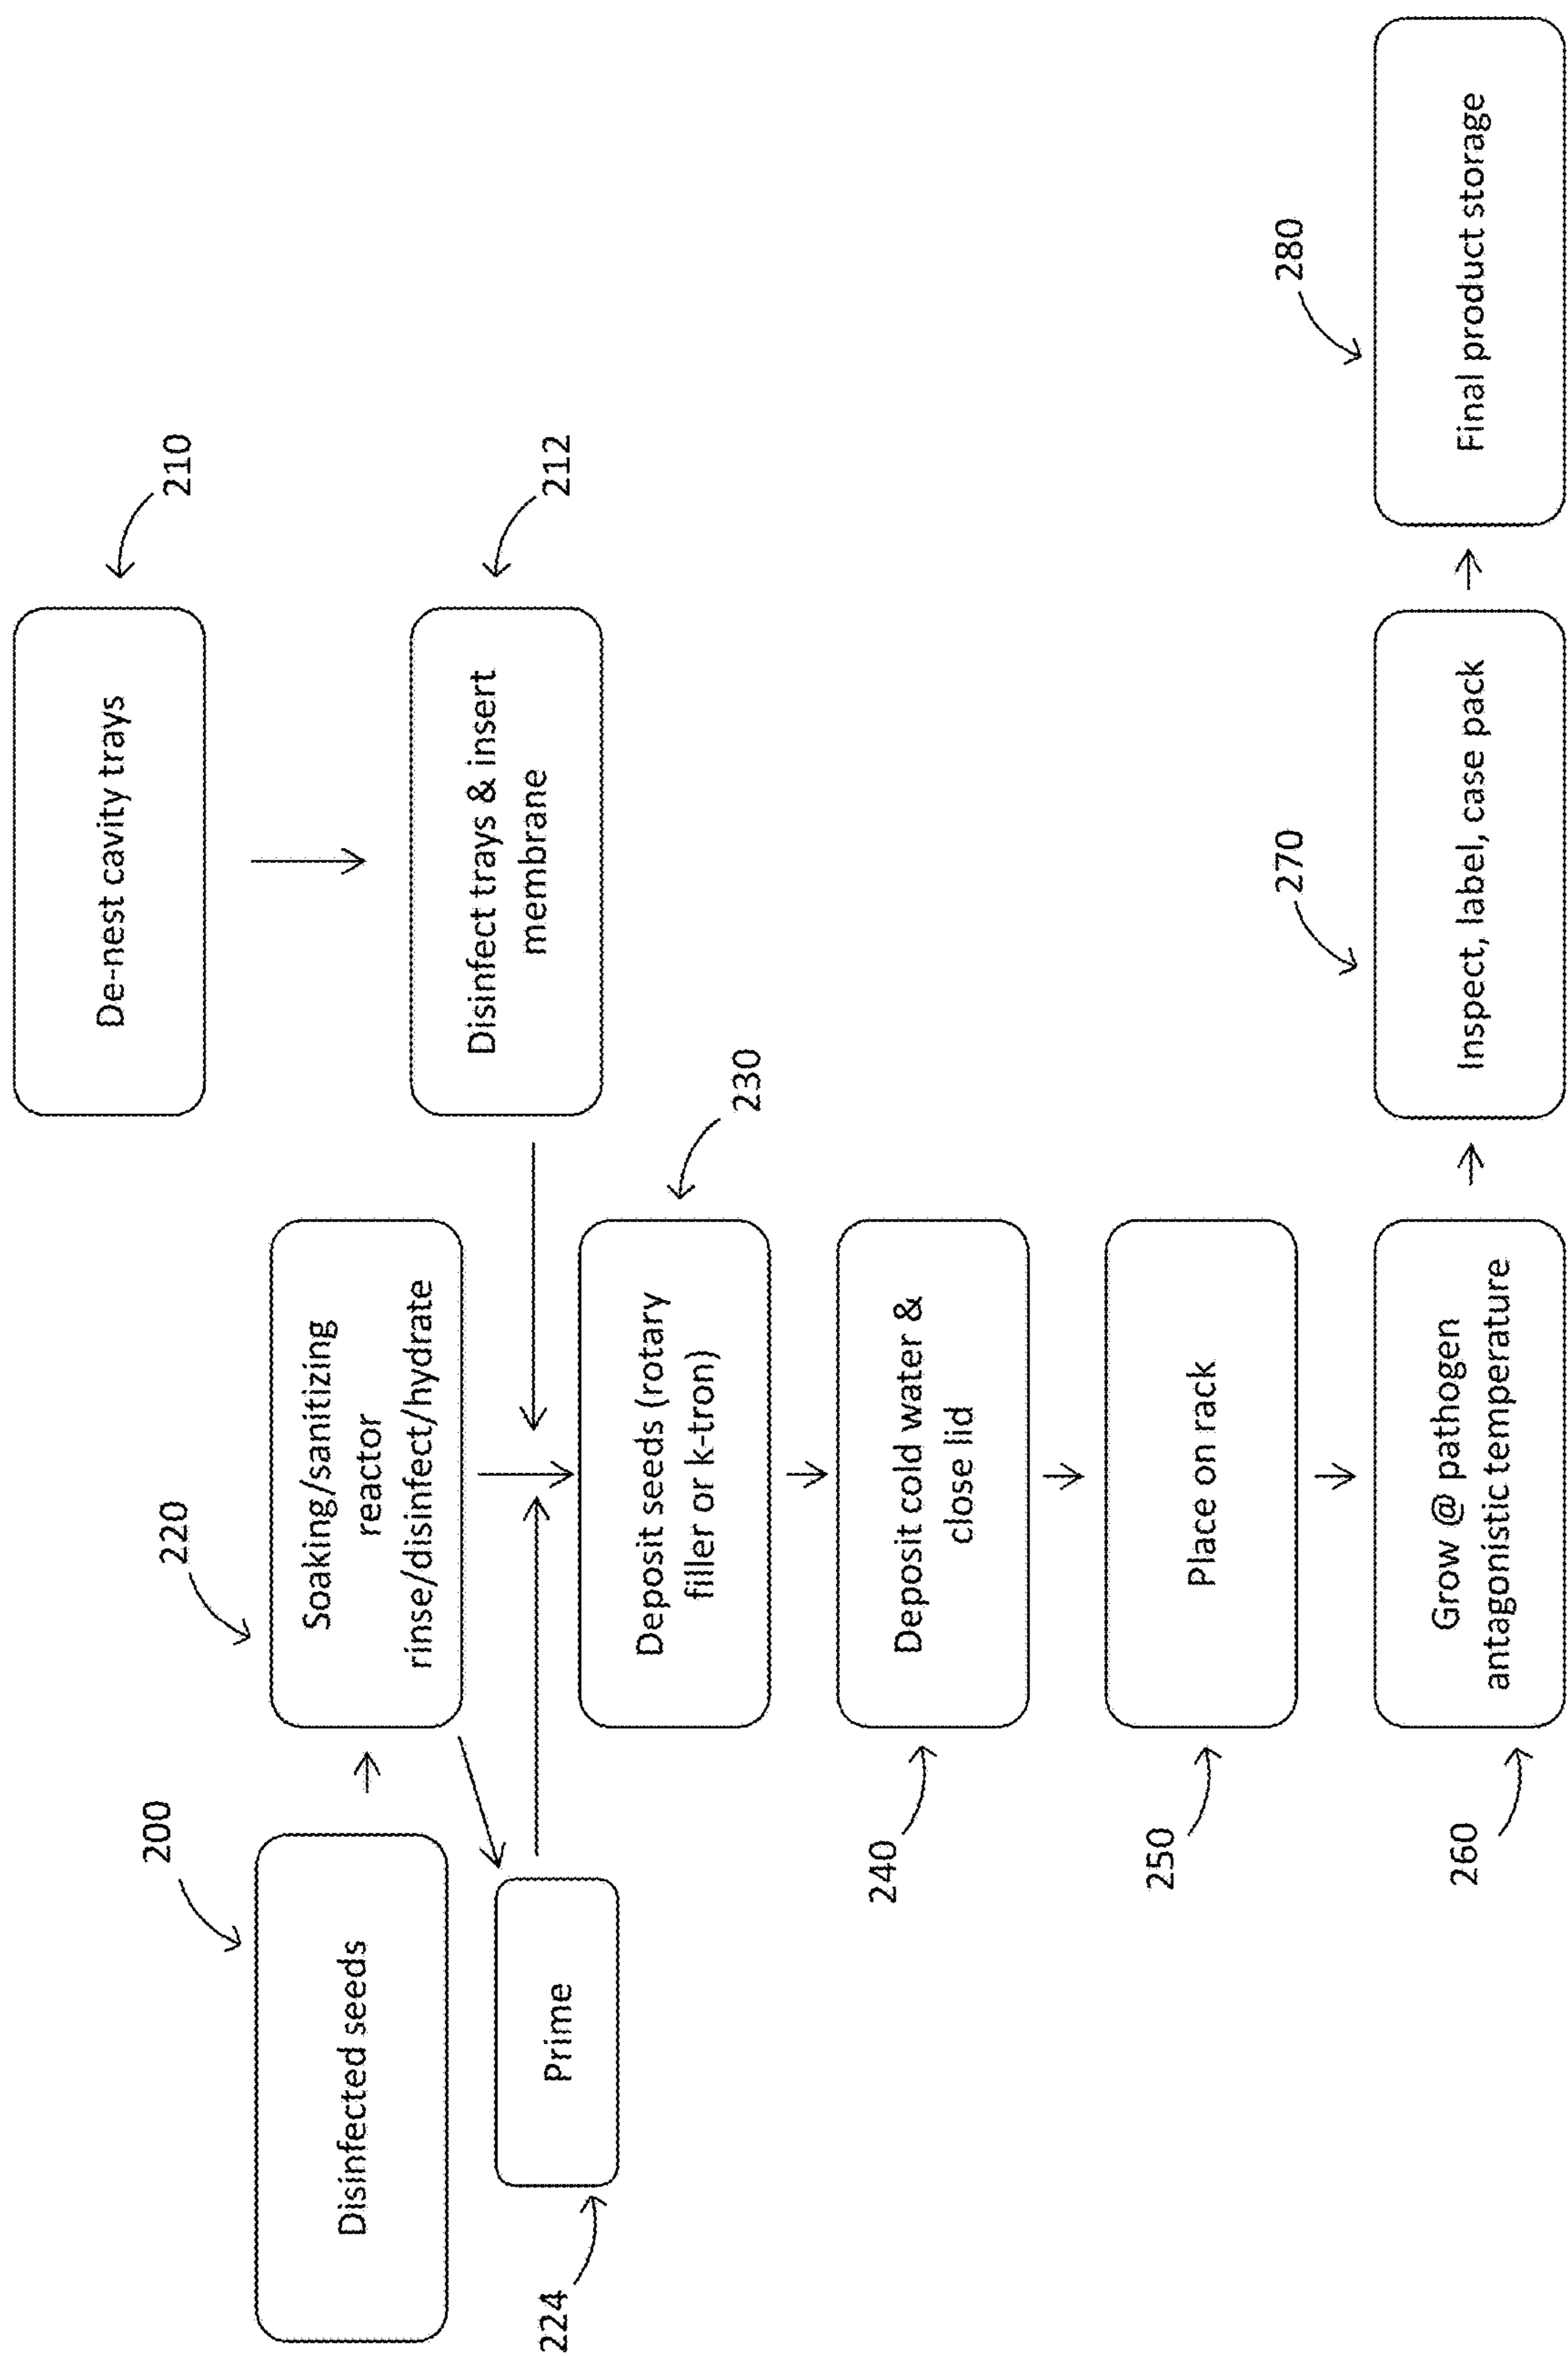 De-nest cavity trays
210
200
Disinfected seeds
220
Soaking/sanitizing
reactor
rinse/disinfect/hydrate
Disinfect trays & insert
membrane
212
224
Prime
Deposit seeds (rotary
filler or k-tron)
230
240
Deposit cold water &
close lid
250
Place on rack
260
Grow @ pathogen
antagonistic temperature
270
Inspect, label, case pack
280
Final product storage